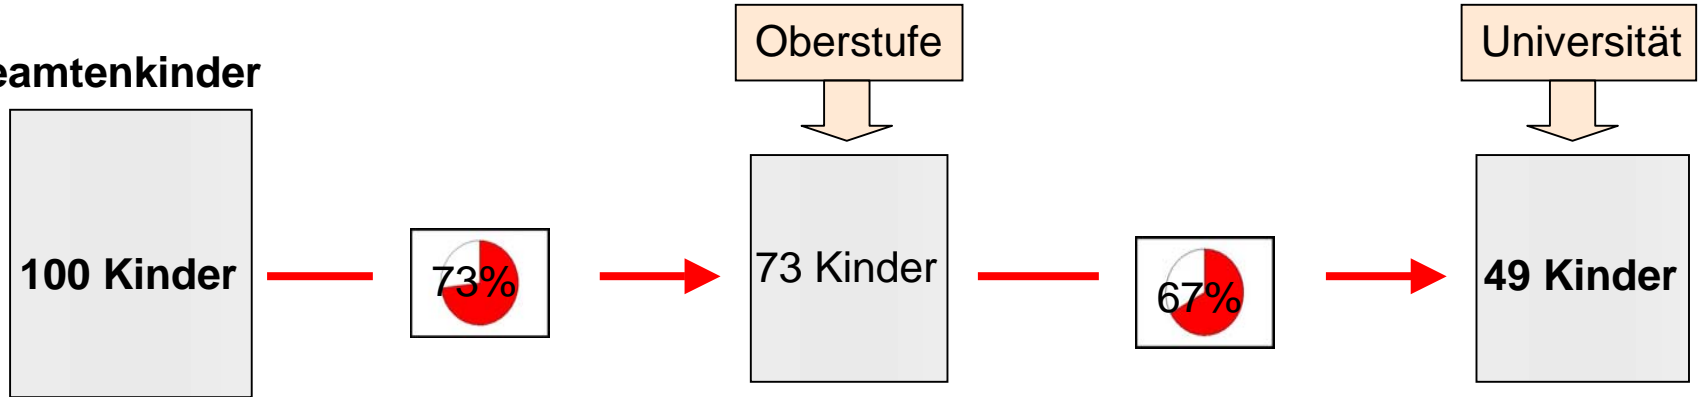 Oberstufe
Universität
eamtenkinder
100 Kinder
73%
73 Kinder
67%
49 Kinder